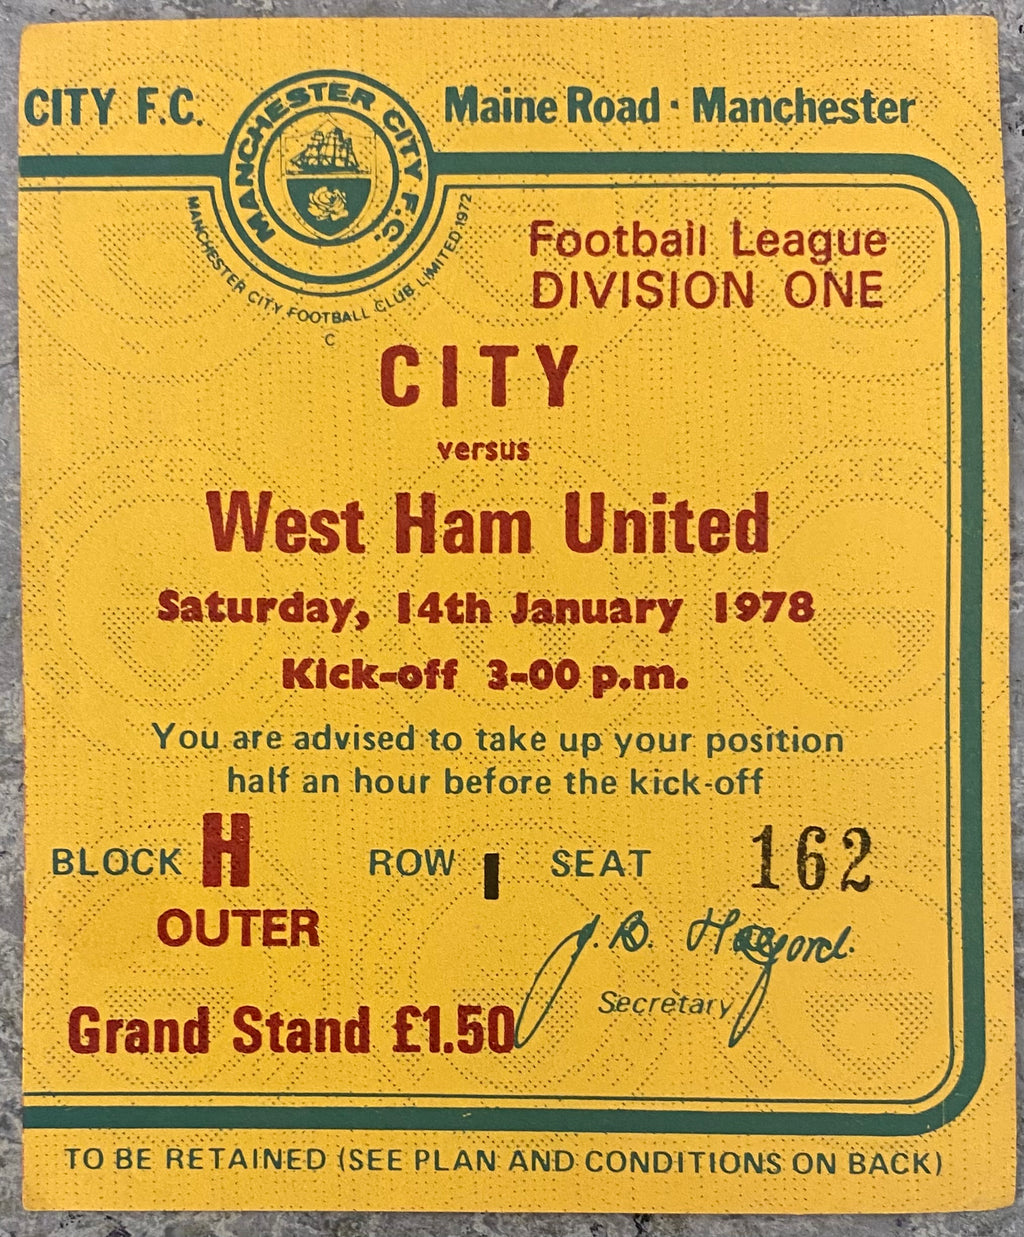 CITY F.C.
MANCHESTER CITY F.C.
Maine Road · Manchester
MANCHESTER CITY FOOTBALL CLUB LIMITED 1972
C
Football League
DIVISION ONE
CITY
versus
West Ham United
Saturday, 14th January 1978
Kick-off 3-00 p.m.
You are advised to take up your position
half an hour before the kick-off
BLOCK H ROW I SEAT 162
OUTER
J. B. Halford.
Secretary
Grand Stand £1.50
TO BE RETAINED (SEE PLAN AND CONDITIONS ON BACK)